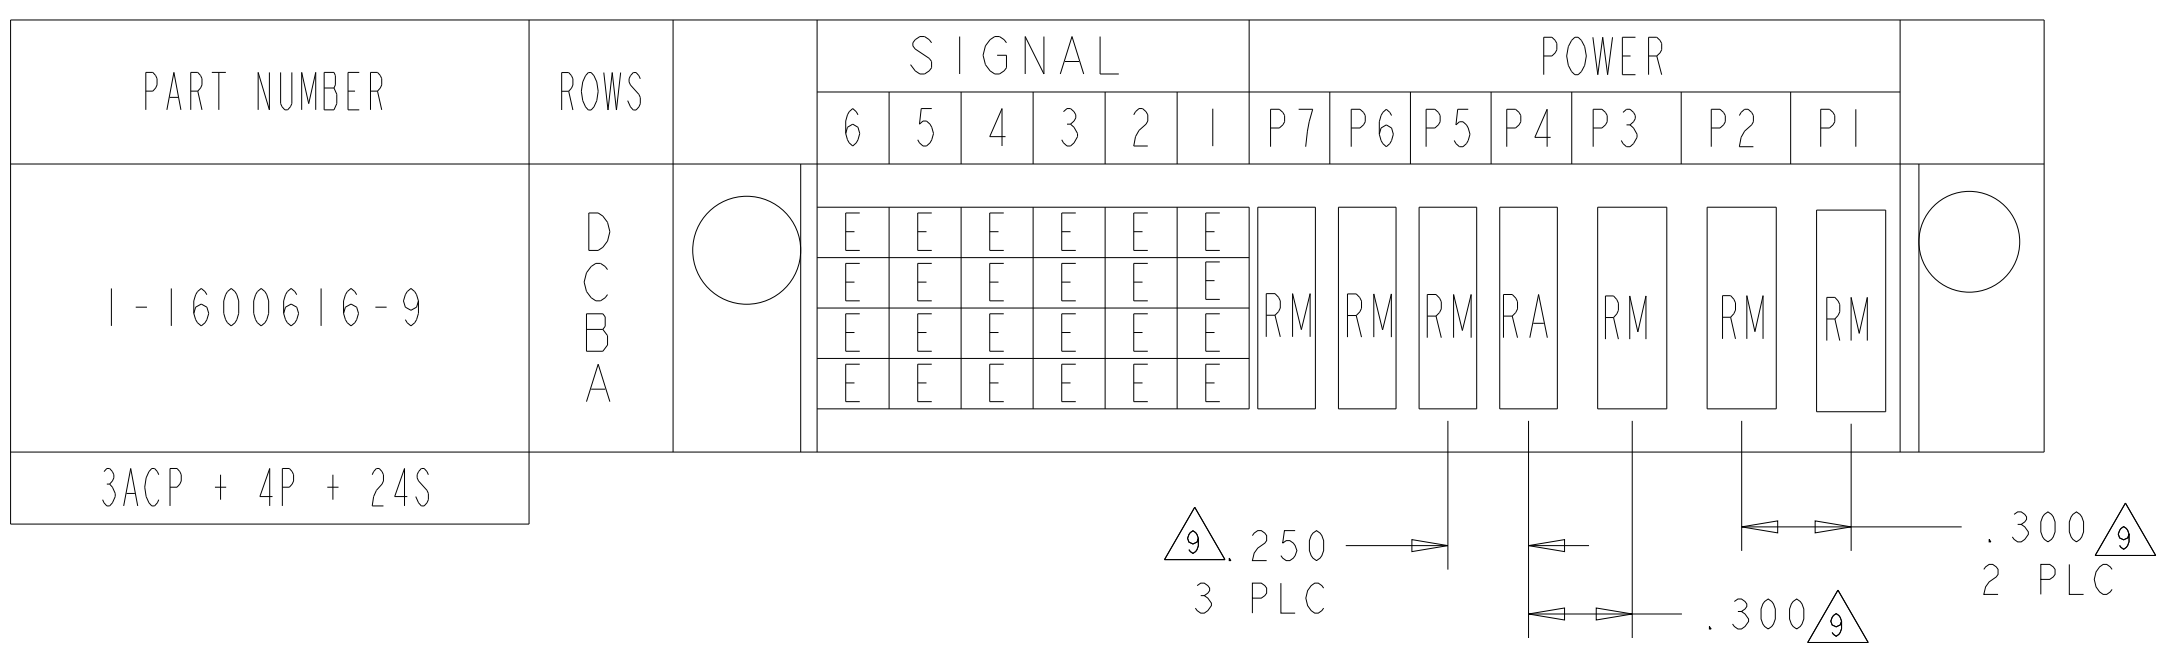 PART NUMBER ROWS SIGNAL POWER
6 5 4 3 2 1 P7 P6 P5 P4 P3 P2 P1
D E E E E E E
C E E E E E E
1-1600616-9 RM RM RM RA RM RM RM
B E E E E E E
A E E E E E E
3ACP + 4P + 24S
9 .250
3 PLC
.300 9
2 PLC
.300 9